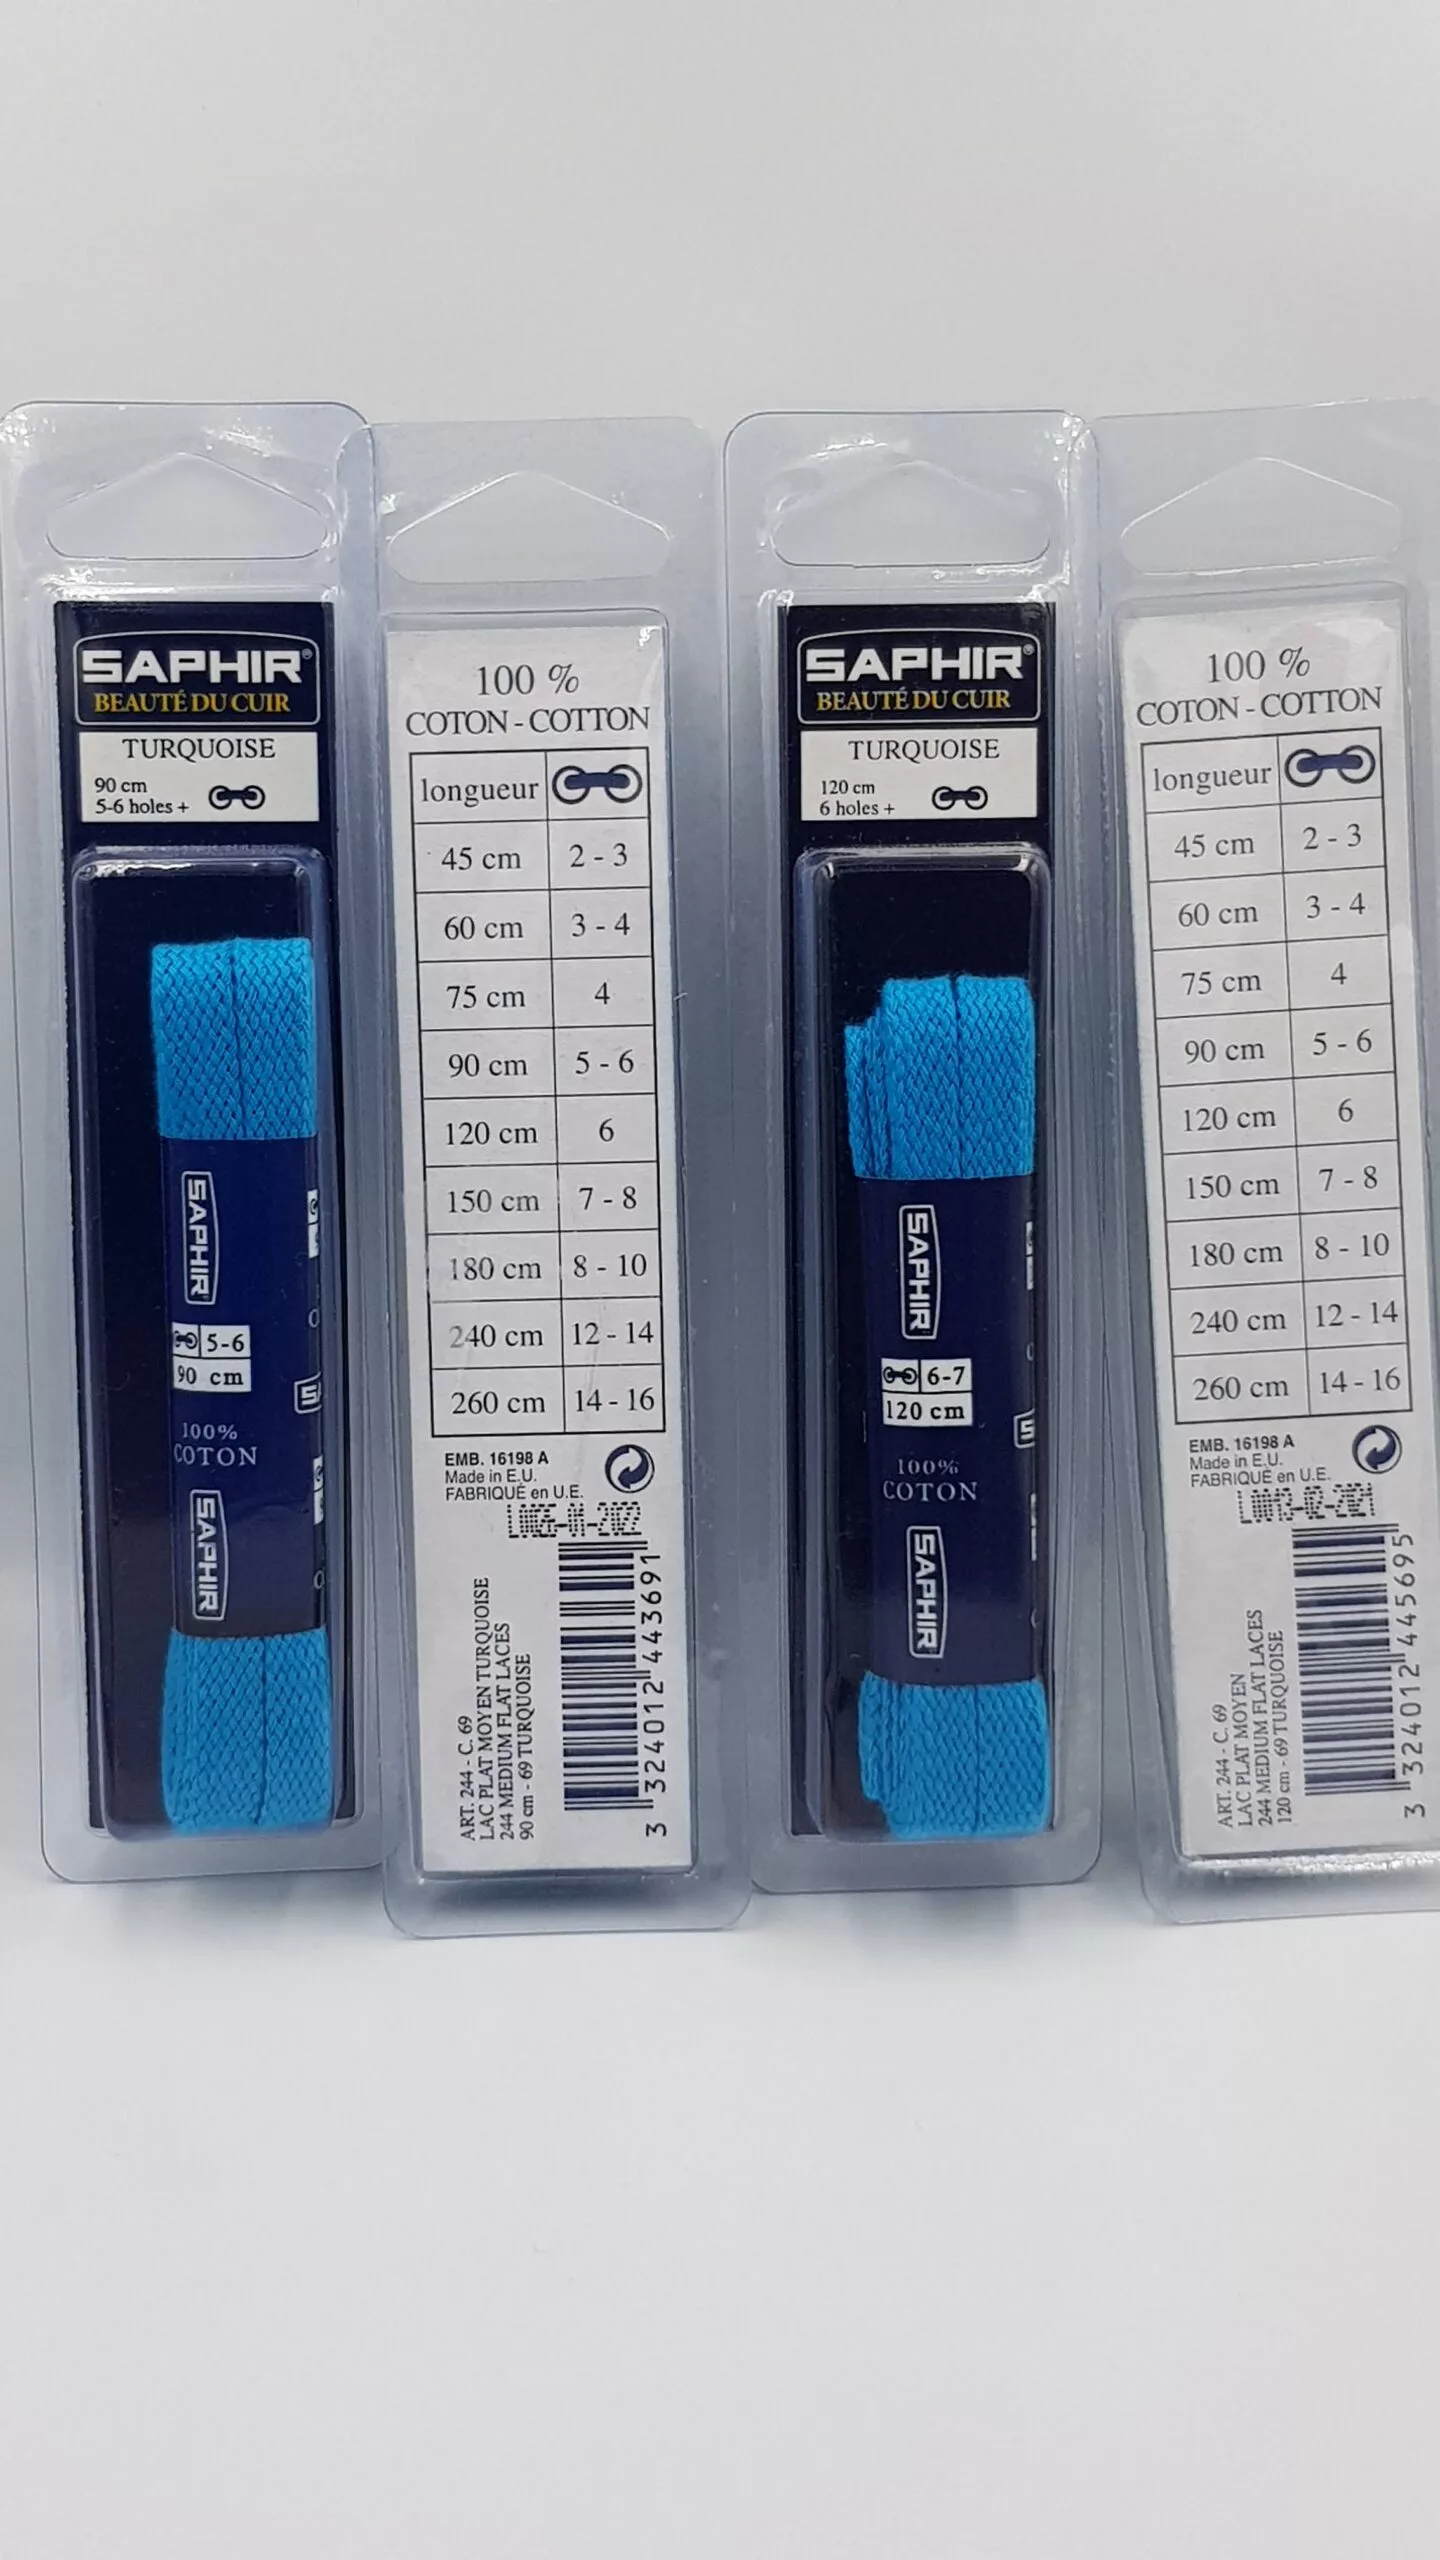 SAPHIR®
BEAUTÉ DU CUIR
TURQUOISE
90 cm
5-6 holes +
SAPHIR
5-6
90 cm
100%
COTON
SAPHIR
100 %
COTON - COTTON
longueur
45 cm 2 - 3
60 cm 3 - 4
75 cm 4
90 cm 5 - 6
120 cm 6
150 cm 7 - 8
180 cm 8 - 10
240 cm 12 - 14
260 cm 14 - 16
EMB. 16198 A
Made in E.U.
FABRIQUÉ en U.E.
ART. 244 - C. 69
LAC PLAT MOYEN TURQUOISE
244 MEDIUM FLAT LACES
90 cm - 69 TURQUOISE
3 324012 443691
SAPHIR®
BEAUTÉ DU CUIR
TURQUOISE
120 cm
6 holes +
SAPHIR
6-7
120 cm
100%
COTON
SAPHIR
100 %
COTON - COTTON
longueur
45 cm 2 - 3
60 cm 3 - 4
75 cm 4
90 cm 5 - 6
120 cm 6
150 cm 7 - 8
180 cm 8 - 10
240 cm 12 - 14
260 cm 14 - 16
EMB. 16198 A
Made in E.U.
FABRIQUÉ en U.E.
ART. 244 - C. 69
LAC PLAT MOYEN
244 MEDIUM FLAT LACES
120 cm - 69 TURQUOISE
3 324012 445695